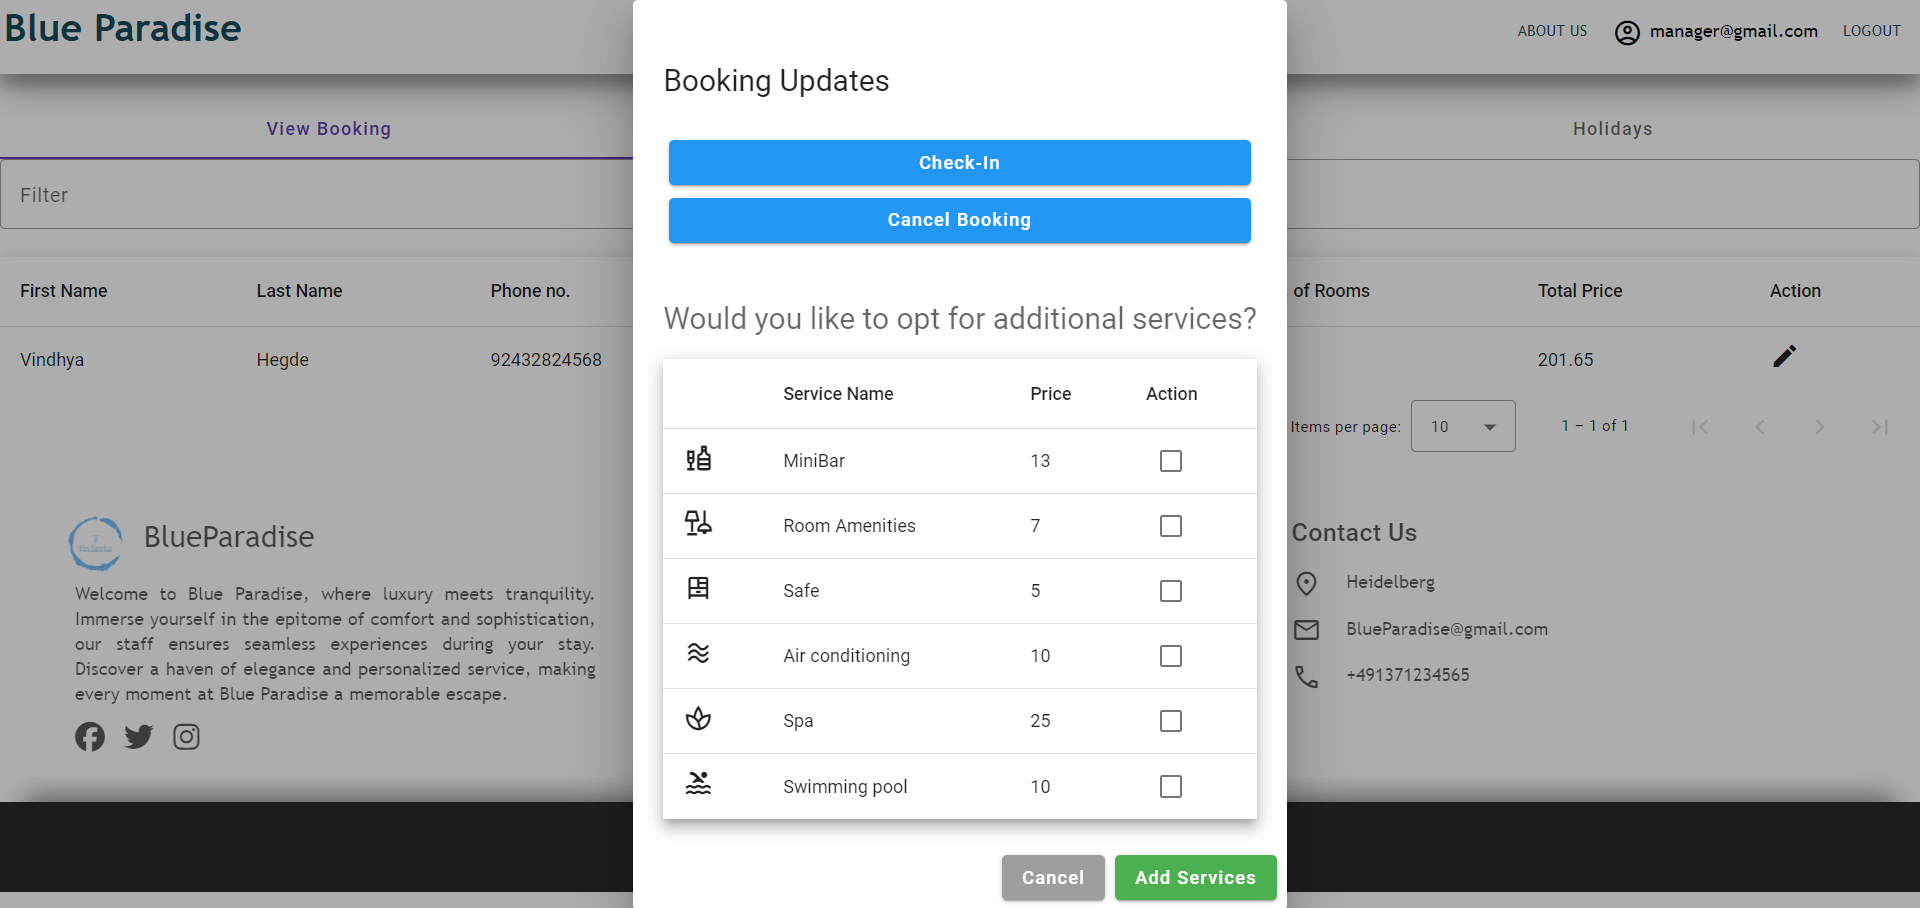 Blue Paradise
ABOUT US
manager@gmail.com
LOGOUT
View Booking
Holidays
Filter
First Name
Last Name
Phone no.
of Rooms
Total Price
Action
Vindhya
Hegde
92432824568
201.65
Items per page:
10
1 – 1 of 1
Booking Updates
Check-In
Cancel Booking
Would you like to opt for additional services?
Service Name
Price
Action
MiniBar
13
Room Amenities
7
Safe
5
Air conditioning
10
Spa
25
Swimming pool
10
Cancel
Add Services
BlueParadise
Welcome to Blue Paradise, where luxury meets tranquility.
Immerse yourself in the epitome of comfort and sophistication,
our staff ensures seamless experiences during your stay.
Discover a haven of elegance and personalized service, making
every moment at Blue Paradise a memorable escape.
Contact Us
Heidelberg
BlueParadise@gmail.com
+491371234565